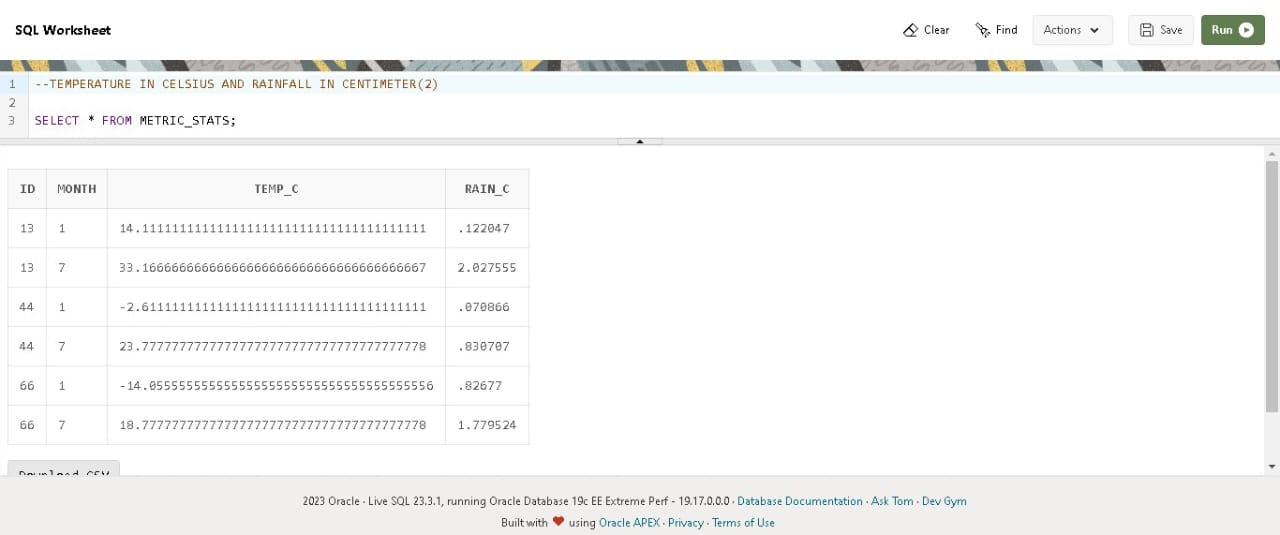 SQL Worksheet Clear Find Actions Save Run
1 --TEMPERATURE IN CELSIUS AND RAINFALL IN CENTIMETER(2)
2
3 SELECT * FROM METRIC_STATS;
ID MONTH TEMP_C RAIN_C
13 1 14.1111111111111111111111111111111111111 .122047
13 7 33.1666666666666666666666666666666666667 2.027555
44 1 -2.6111111111111111111111111111111111111 .070866
44 7 23.7777777777777777777777777777777777778 .830707
66 1 -14.0555555555555555555555555555555555556 .82677
66 7 18.7777777777777777777777777777777777778 1.779524
Download CSV
2023 Oracle · Live SQL 23.3.1, running Oracle Database 19c EE Extreme Perf - 19.17.0.0.0 · Database Documentation · Ask Tom · Dev Gym
Built with ❤ using Oracle APEX · Privacy · Terms of Use